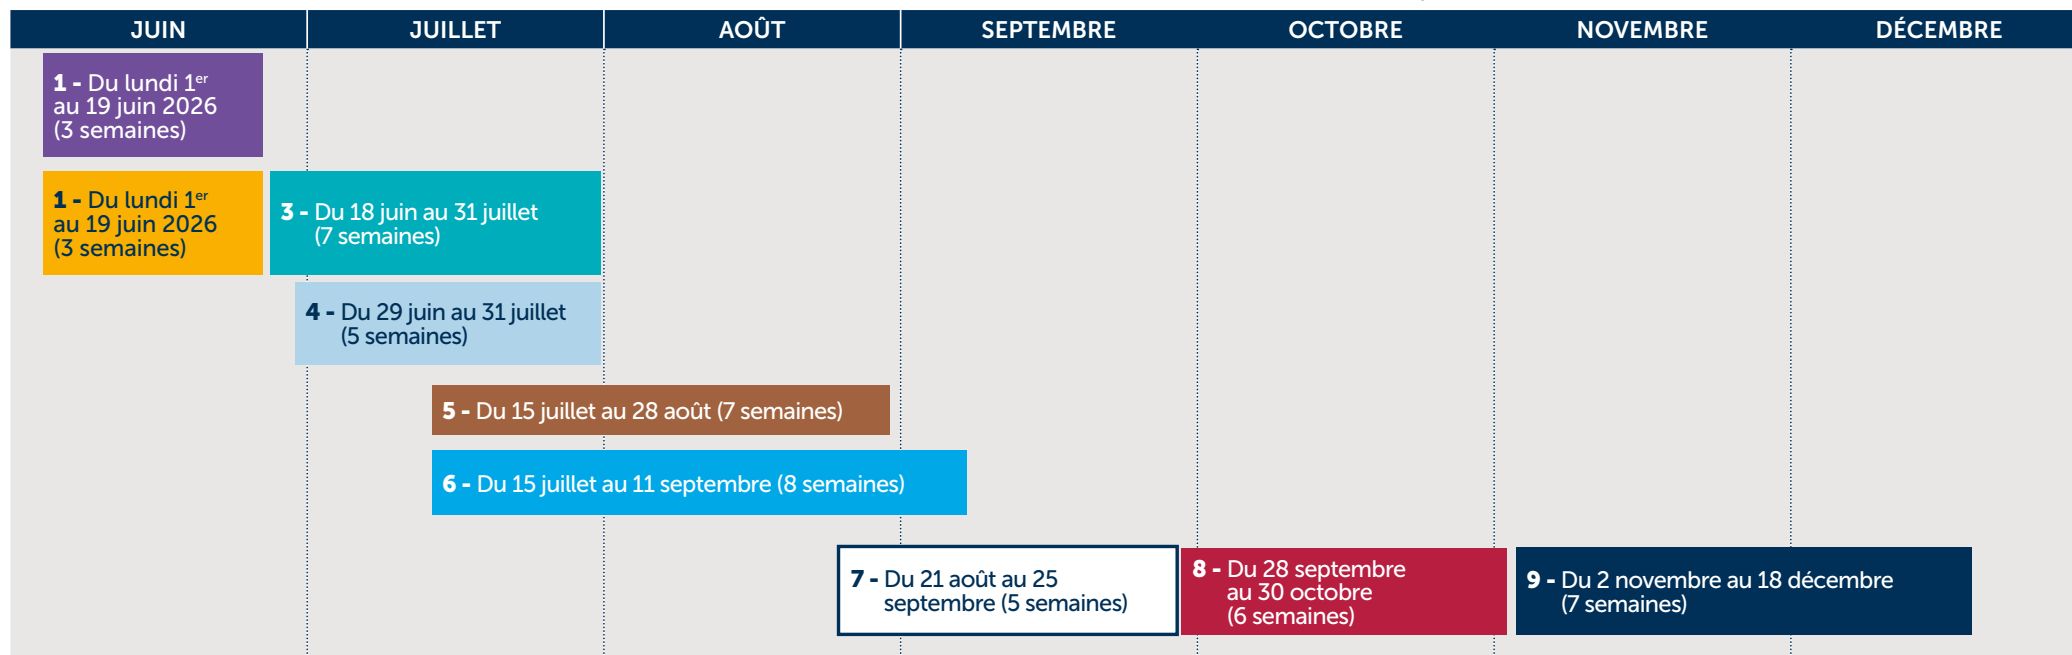 JUIN JUILLET AOÛT SEPTEMBRE OCTOBRE NOVEMBRE DÉCEMBRE
1 - Du lundi 1er
au 19 juin 2026
(3 semaines)
1 - Du lundi 1er
au 19 juin 2026
(3 semaines)
3 - Du 18 juin au 31 juillet
(7 semaines)
4 - Du 29 juin au 31 juillet
(5 semaines)
5 - Du 15 juillet au 28 août (7 semaines)
6 - Du 15 juillet au 11 septembre (8 semaines)
7 - Du 21 août au 25
septembre (5 semaines)
8 - Du 28 septembre
au 30 octobre
(6 semaines)
9 - Du 2 novembre au 18 décembre
(7 semaines)